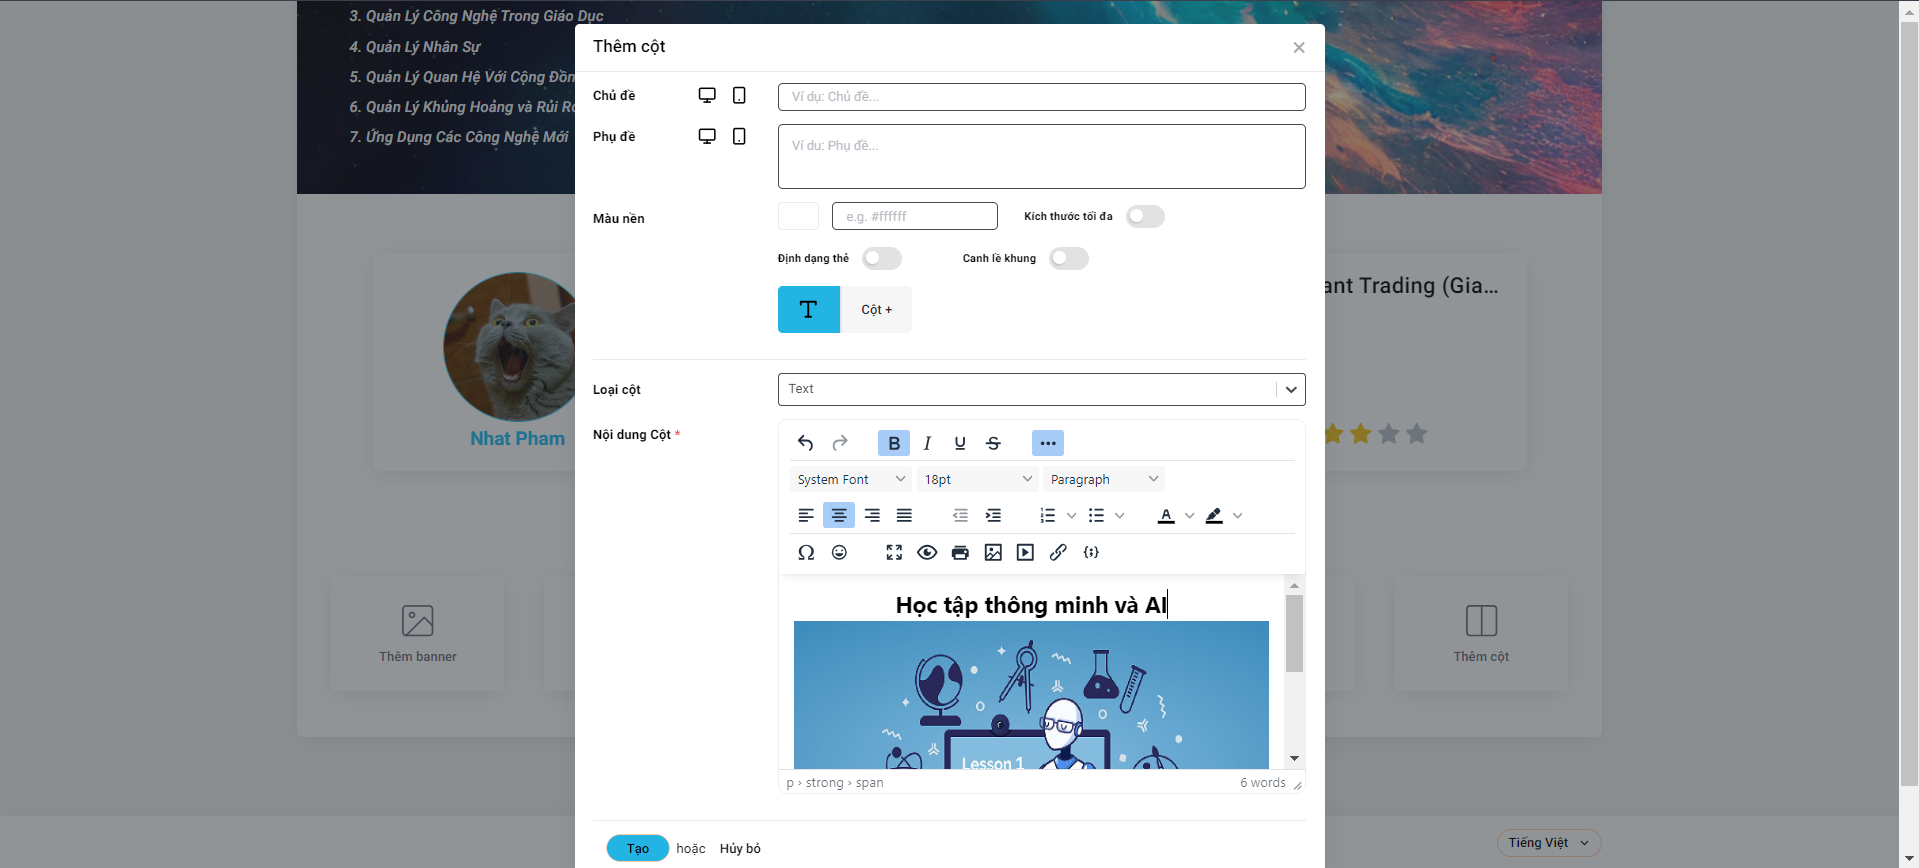 3. Quản Lý Công Nghệ Trong Giáo Dục
4. Quản Lý Nhân Sự
5. Quản Lý Quan Hệ Với Cộng Đồn
6. Quản Lý Khủng Hoảng và Rủi Ro
7. Ứng Dụng Các Công Nghệ Mới
Nhat Pham
ant Trading (Gia...
Thêm banner
Thêm cột
Thêm cột
Chủ đề
Ví dụ: Chủ đề...
Phụ đề
Ví du: Phụ đề...
Màu nền
e.g. #ffffff
Kích thước tối đa
Định dạng thẻ
Canh lề khung
T
Cột +
Loại cột
Text
Nội dung Cột *
B I U S
System Font 18pt Paragraph
A
Ω
Học tập thông minh và AI
Lesson 1
p › strong › span
6 words
Tạo hoặc Hủy bỏ
Tiếng Việt